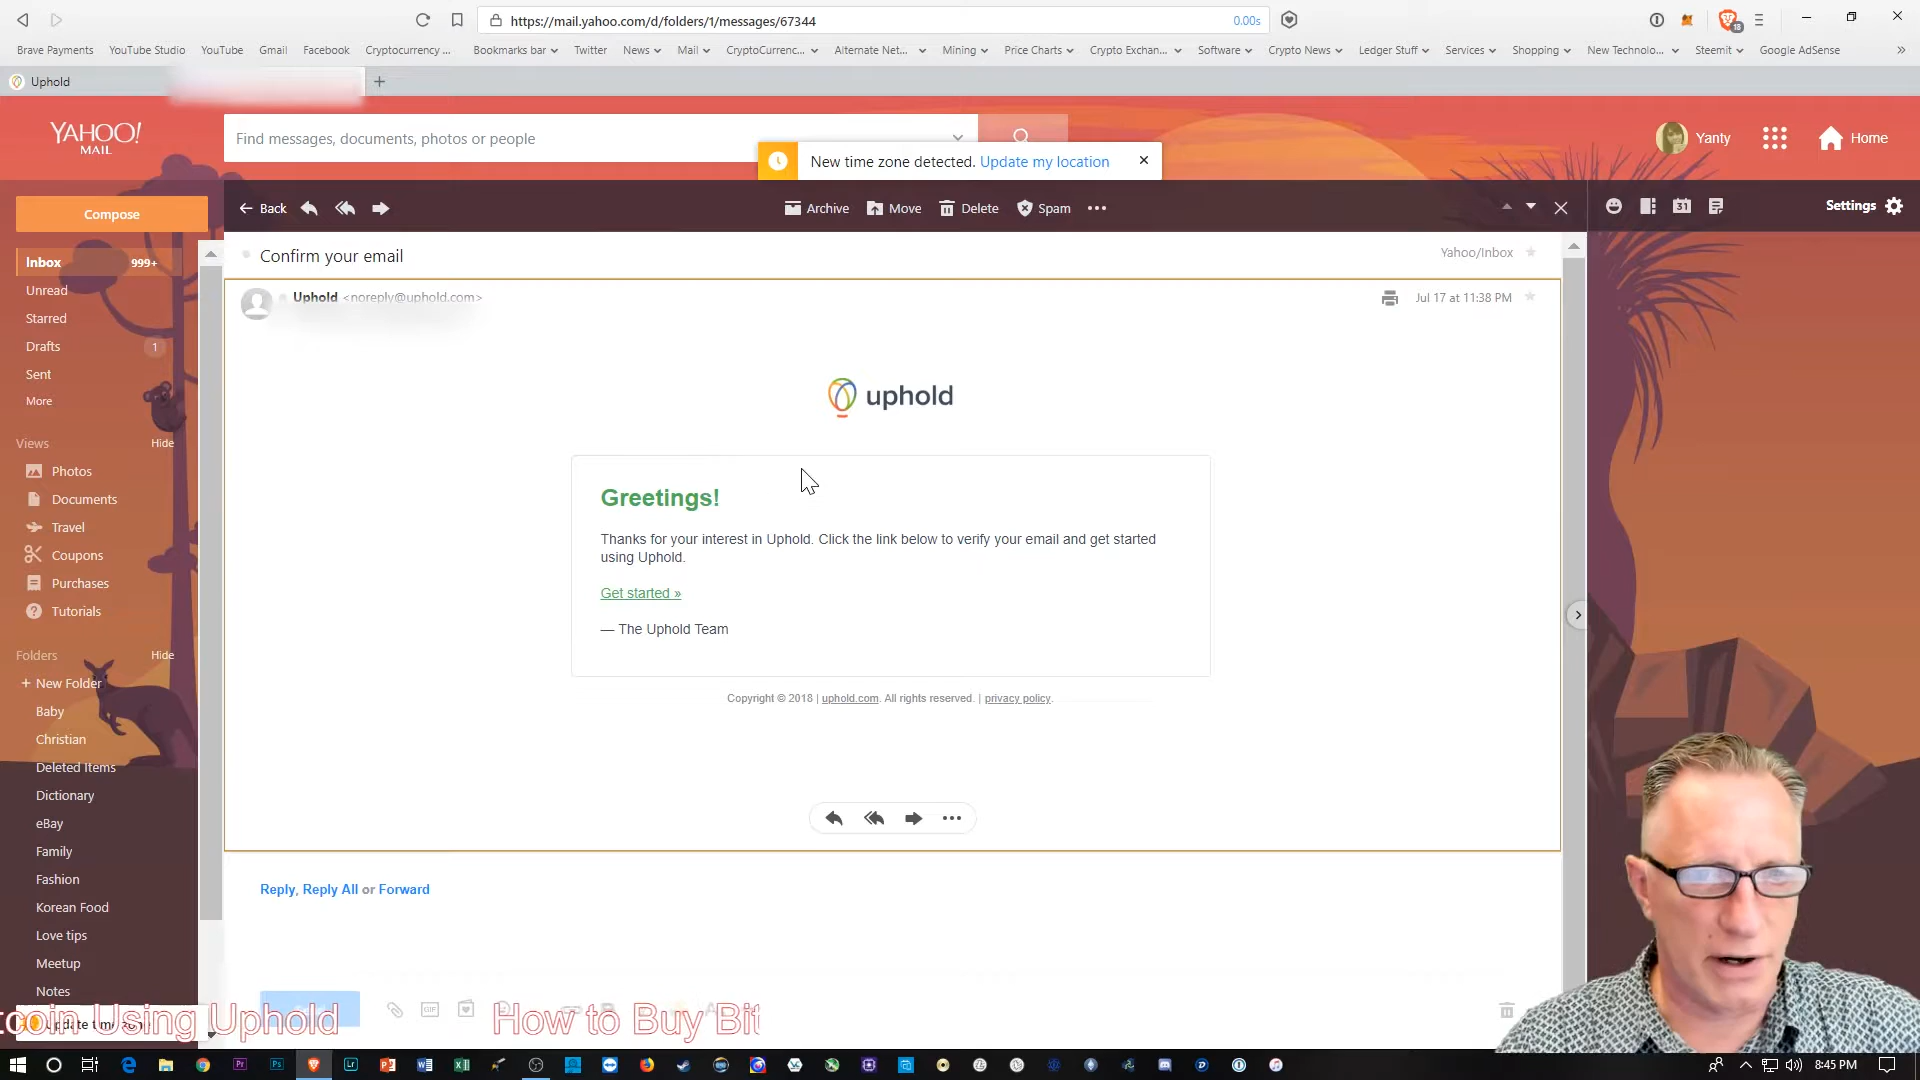 https://mail.yahoo.com/d/folders/1/messages/67344
0.00s
18
Brave Payments YouTube Studio YouTube Gmail Facebook Cryptocurrency ... Bookmarks bar Twitter News Mail CryptoCurrenc... Alternate Net... Mining Price Charts Crypto Exchan... Software Crypto News Ledger Stuff Services Shopping New Technolo... Steemit Google AdSense »
Uphold
YAHOO!
MAIL
Find messages, documents, photos or people
New time zone detected. Update my location
Yanty
Home
Compose
Back
Archive
Move
Delete
Spam
31
Settings
Inbox 999+
Unread
Starred
Drafts 1
Sent
More
Views Hide
Photos
Documents
Travel
Coupons
Purchases
Tutorials
Folders Hide
+ New Folder
Baby
Christian
Deleted Items
Dictionary
eBay
Family
Fashion
Korean Food
Love tips
Meetup
Notes
Confirm your email
Yahoo/Inbox
Uphold <noreply@uphold.com>
Jul 17 at 11:38 PM
uphold
Greetings!
Thanks for your interest in Uphold. Click the link below to verify your email and get started
using Uphold.
Get started »
— The Uphold Team
Copyright © 2018 | uphold.com. All rights reserved. | privacy policy.
Reply, Reply All or Forward
GIF
tcoin Using Uphold How to Buy Bit
8:45 PM